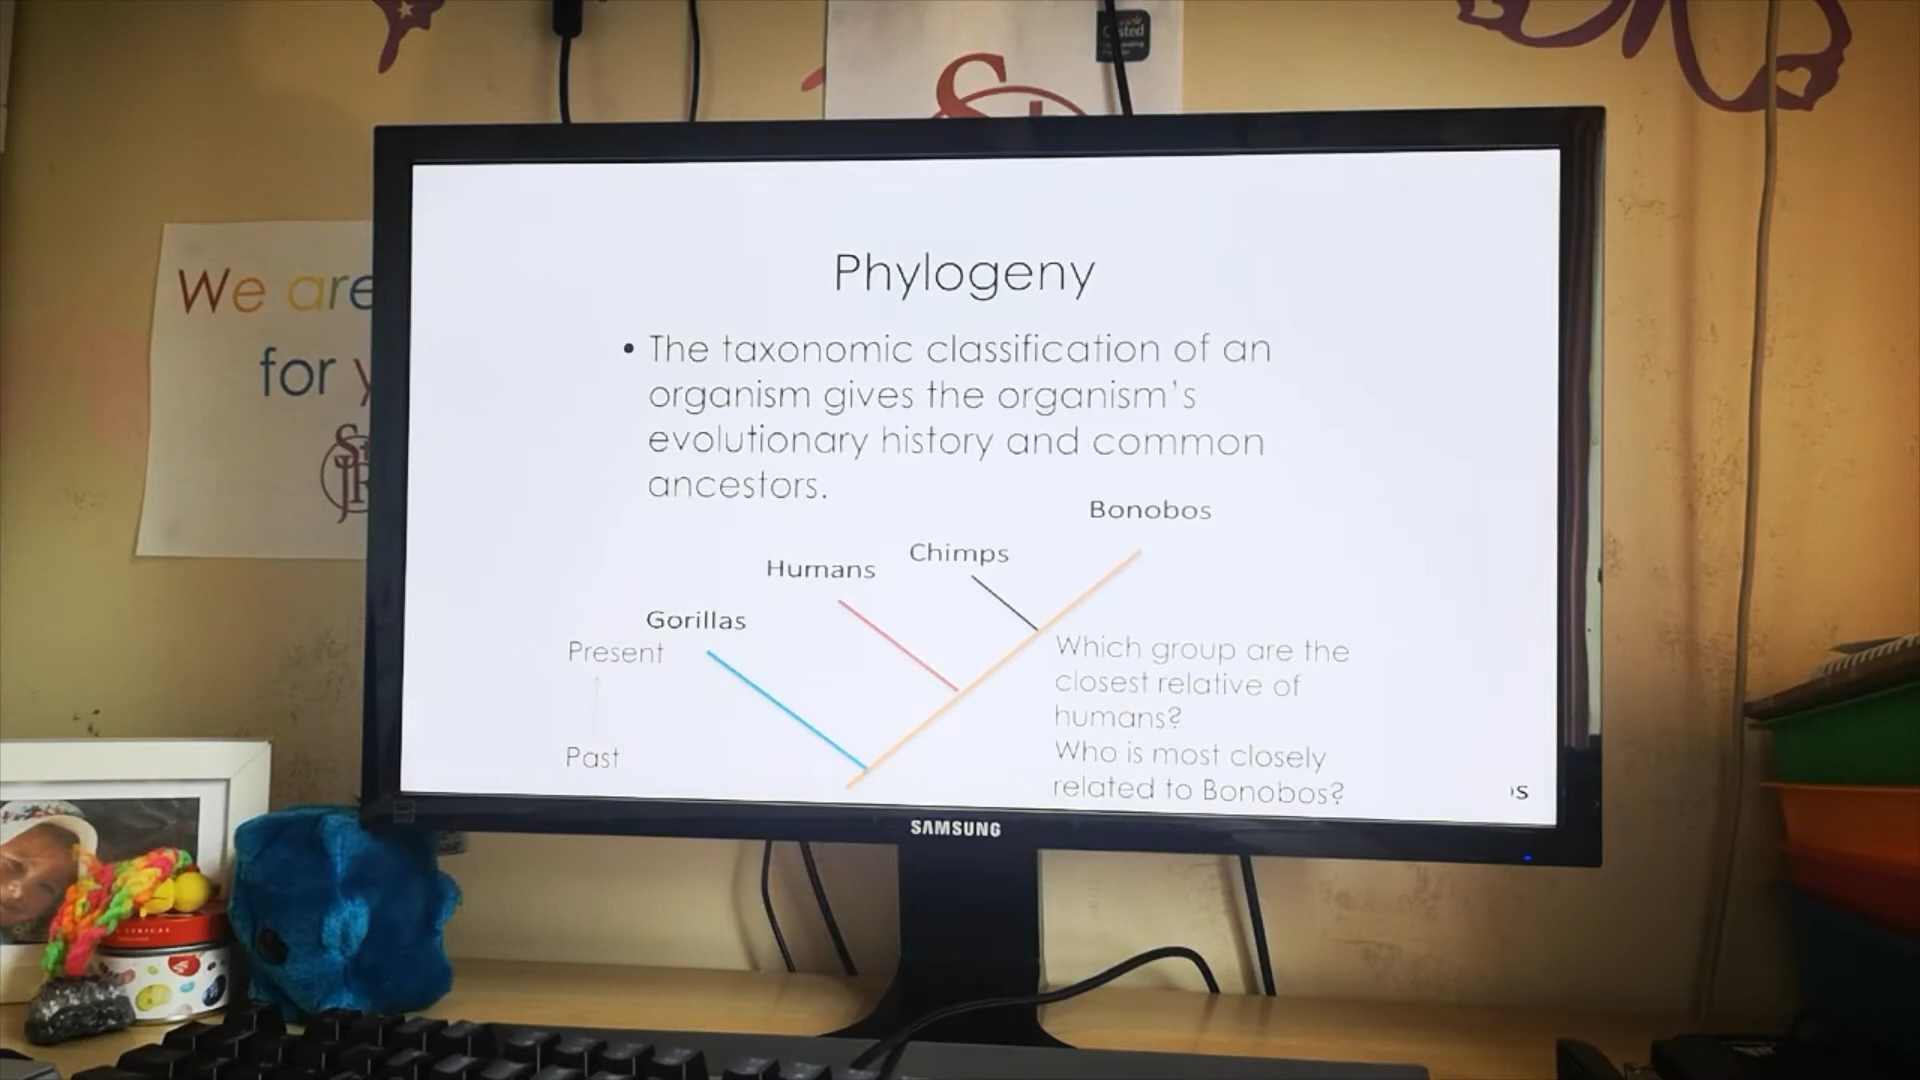 We are
for y
Phylogeny
• The taxonomic classification of an
organism gives the organism's
evolutionary history and common
ancestors.
Bonobos
Chimps
Humans
Gorillas
Present
Past
Which group are the
closest relative of
humans?
Who is most closely
related to Bonobos?
SAMSUNG